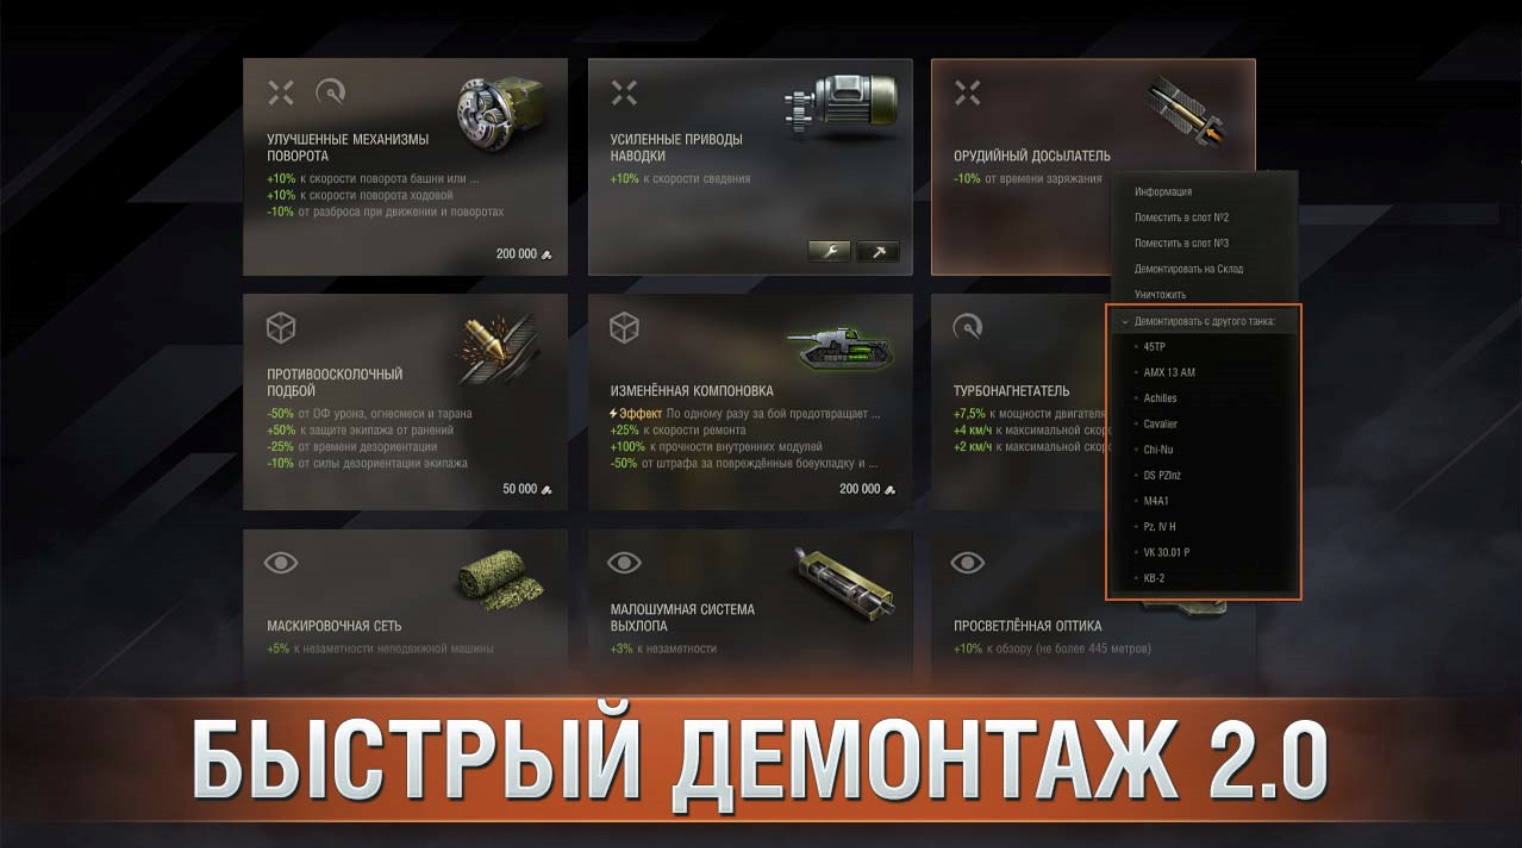 УЛУЧШЕННЫЕ МЕХАНИЗМЫ
ПОВОРОТА
+10% к скорости поворота башни или ...
+10% к скорости поворота ходовой
-10% от разброса при движении и поворотах
200 000
УСИЛЕННЫЕ ПРИВОДЫ
НАВОДКИ
+10% к скорости сведения
ОРУДИЙНЫЙ ДОСЫЛАТЕЛЬ
-10% от времени заряжания
Информация
Поместить в слот №2
Поместить в слот №3
Демонтировать на Склад
Уничтожить
Демонтировать с другого танка:
• 45TP
• AMX 13 AM
• Achilles
• Cavalier
• Chi-Nu
• DS PZInż
• M4A1
• Pz. IV H
• VK 30.01 P
• КВ-2
ПРОТИВООСКОЛОЧНЫЙ
ПОДБОЙ
-50% от ОФ урона, огнесмеси и тарана
+50% к защите экипажа от ранений
-25% от времени дезориентации
-10% от силы дезориентации экипажа
50 000
ИЗМЕНЁННАЯ КОМПОНОВКА
Эффект По одному разу за бой предотвращает ...
+25% к скорости ремонта
+100% к прочности внутренних модулей
-50% от штрафа за повреждённые боеукладку и ...
200 000
ТУРБОНАГНЕТАТЕЛЬ
+7,5% к мощности двигателя
+4 км/ч к максимальной
+2 км/ч к максимальной
МАСКИРОВОЧНАЯ СЕТЬ
+5% к незаметности неподвижной машины
МАЛОШУМНАЯ СИСТЕМА
ВЫХЛОПА
+3% к незаметности
ПРОСВЕТЛЁННАЯ ОПТИКА
+10% к обзору (не более 445 метров)
БЫСТРЫЙ ДЕМОНТАЖ 2.0